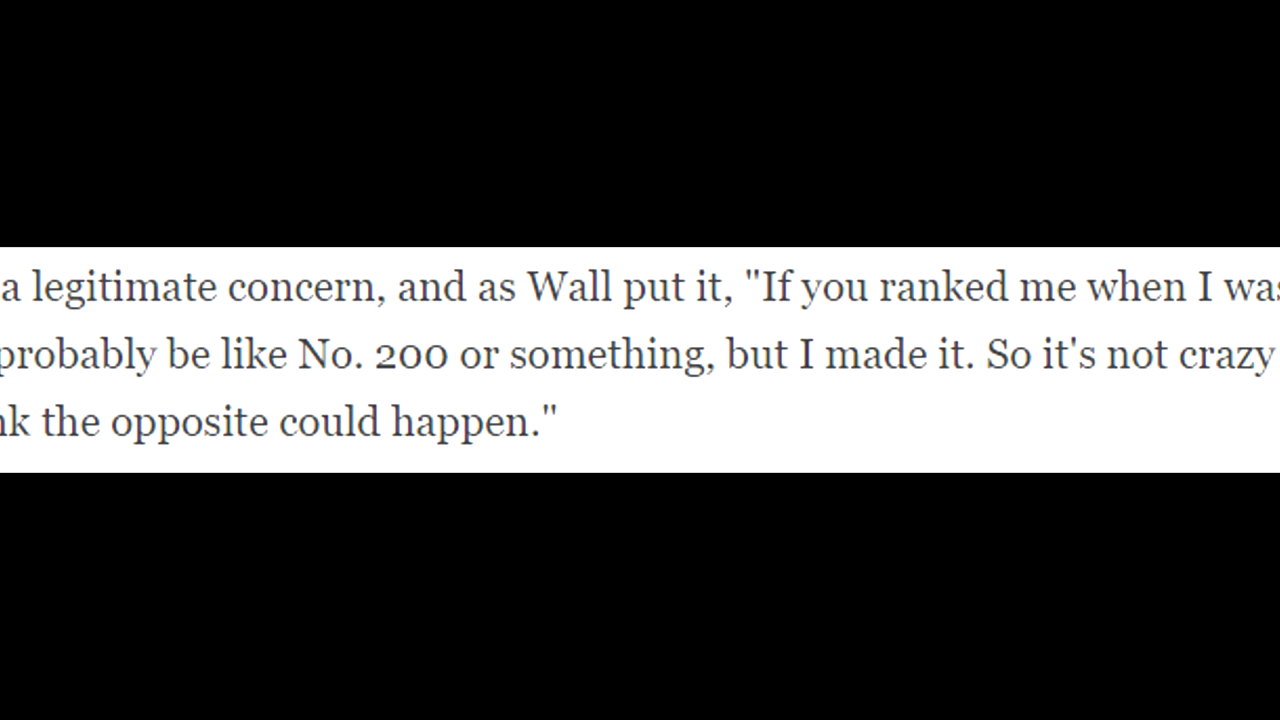 a legitimate concern, and as Wall put it, "If you ranked me when I was
probably be like No. 200 or something, but I made it. So it's not crazy
nk the opposite could happen."